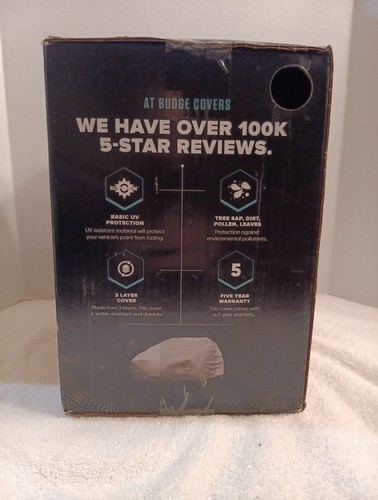 AT BUDGE COVERS
WE HAVE OVER 100K
5-STAR REVIEWS.
BASIC UV
PROTECTION
UV resistant material will protect
your vehicle's paint from fading.
TREE SAP, DIRT,
POLLEN, LEAVES
Protection against
environmental pollutants.
3 LAYER
COVER
Made from 3 layers, this cover
is water-resistant and durable.
5
FIVE YEAR
WARRANTY
This cover comes with
a 5 year warranty.